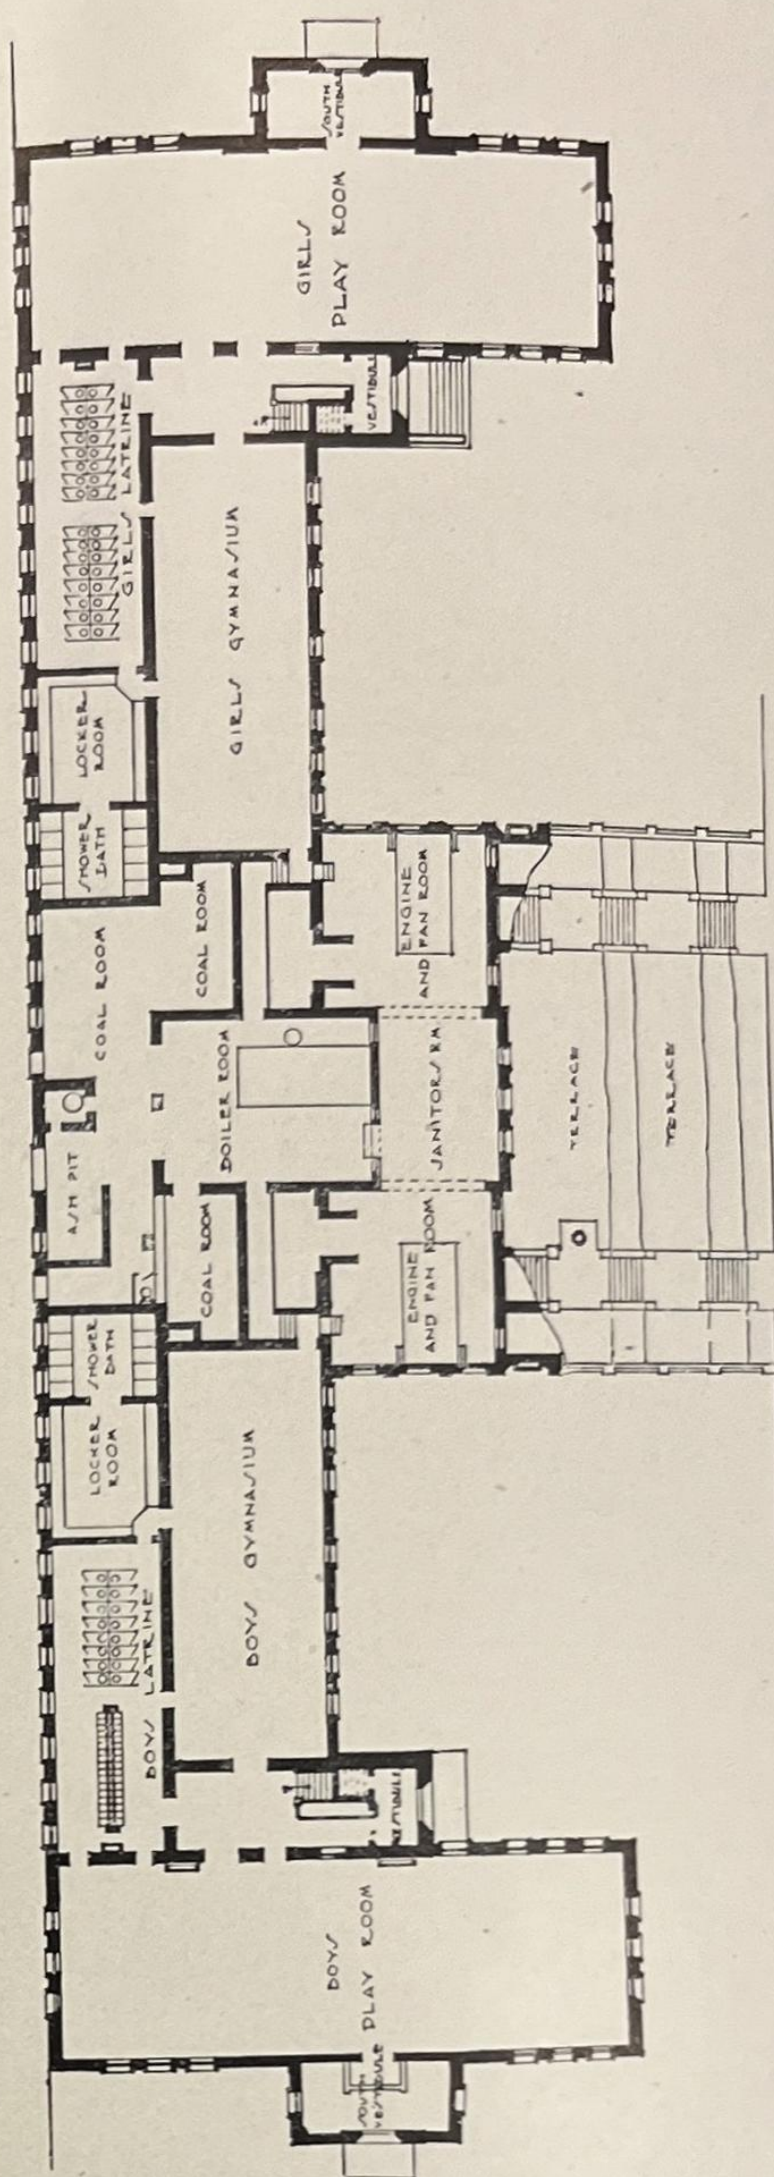 SOUTH
VESTIBULE
GIRLS
PLAY ROOM
VESTIBULE
GIRLS LATRINE
GIRLS GYMNASIUM
LOCKER
ROOM
SHOWER
BATH
COAL ROOM
COAL ROOM
ENGINE
AND FAN ROOM
BOILER ROOM
JANITORS RM.
TERRACE
TERRACE
ASH PIT
COAL ROOM
ENGINE
AND FAN ROOM
SHOWER
BATH
LOCKER
ROOM
BOYS GYMNASIUM
BOYS LATRINE
VESTIBULE
BOYS
PLAY ROOM
SOUTH
VESTIBULE